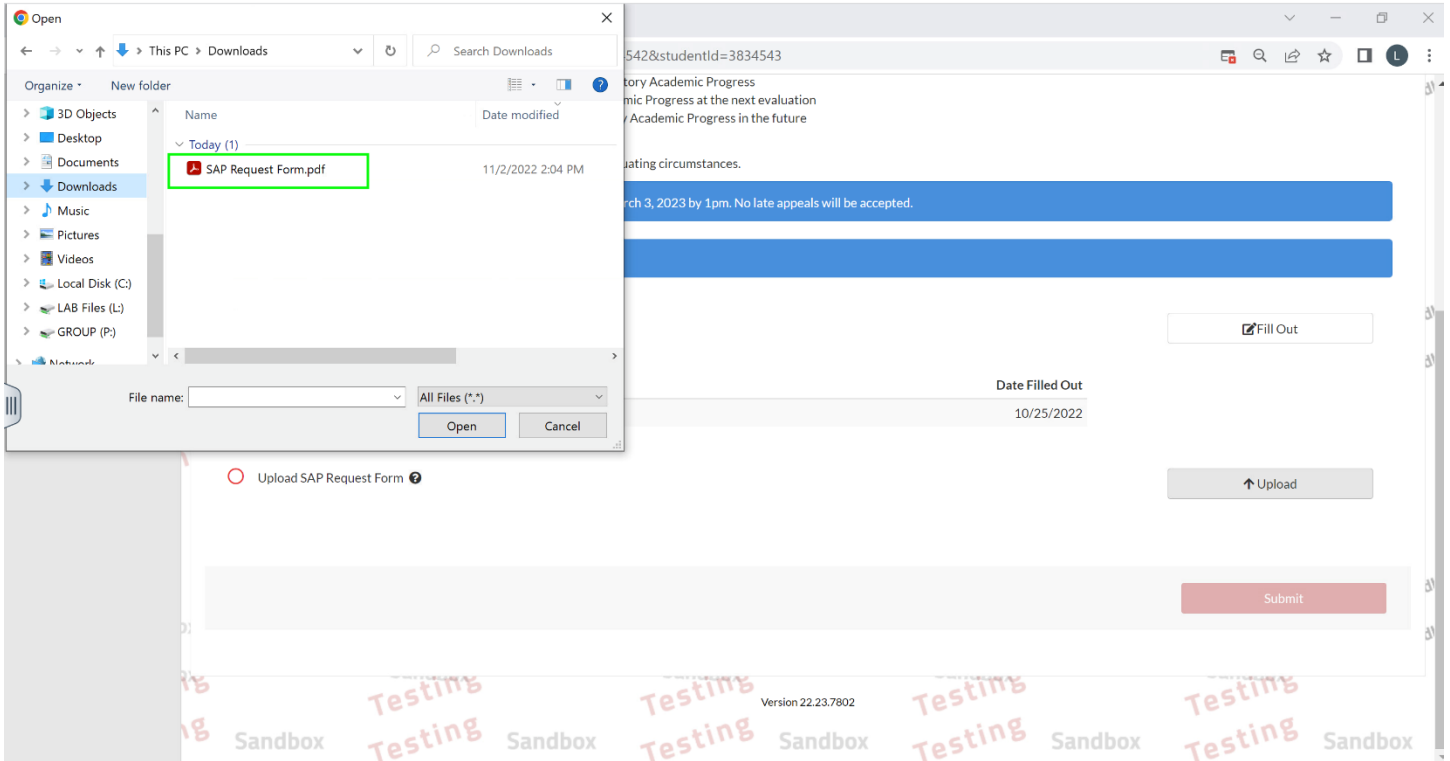 Open
This PC > Downloads
Search Downloads
542&studentId=3834543
L
Organize
New folder
?
3D Objects
Desktop
Documents
Downloads
Music
Pictures
Videos
Local Disk (C:)
LAB Files (L:)
GROUP (P:)
Network
Name
Date modified
Today (1)
SAP Request Form.pdf
11/2/2022 2:04 PM
File name:
All Files (*.*)
Open
Cancel
tory Academic Progress
mic Progress at the next evaluation
Academic Progress in the future
uating circumstances.
rch 3, 2023 by 1pm. No late appeals will be accepted.
Fill Out
Date Filled Out
10/25/2022
Upload SAP Request Form ?
Upload
Submit
Testing Testing Testing Testing
Version 22.23.7802
Sandbox Testing Sandbox Testing Sandbox Testing Sandbox Testing Sandbox